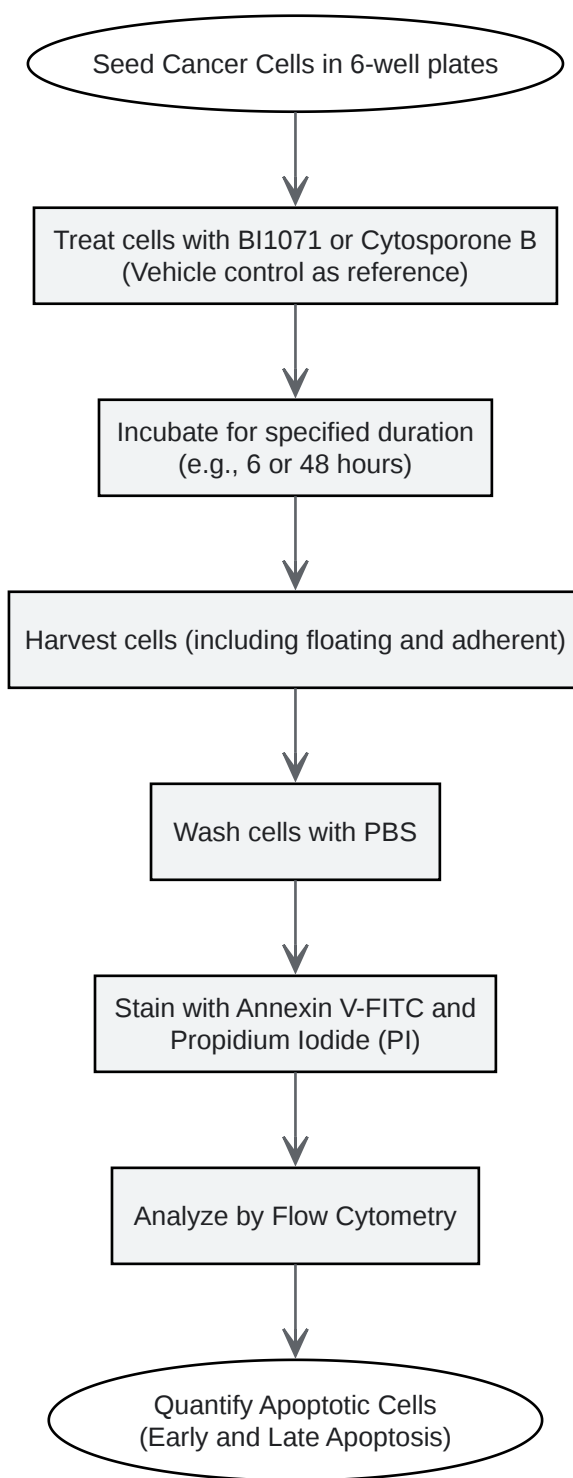 Seed Cancer Cells in 6-well plates
Treat cells with BI1071 or Cytosporone B
(Vehicle control as reference)
Incubate for specified duration
(e.g., 6 or 48 hours)
Harvest cells (including floating and adherent)
Wash cells with PBS
Stain with Annexin V-FITC and
Propidium Iodide (PI)
Analyze by Flow Cytometry
Quantify Apoptotic Cells
(Early and Late Apoptosis)